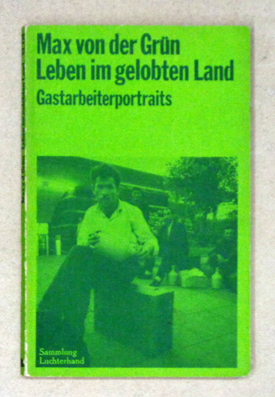 Max von der Grün
Leben im gelobten Land
Gastarbeiterportraits
Sammlung
Luchterhand